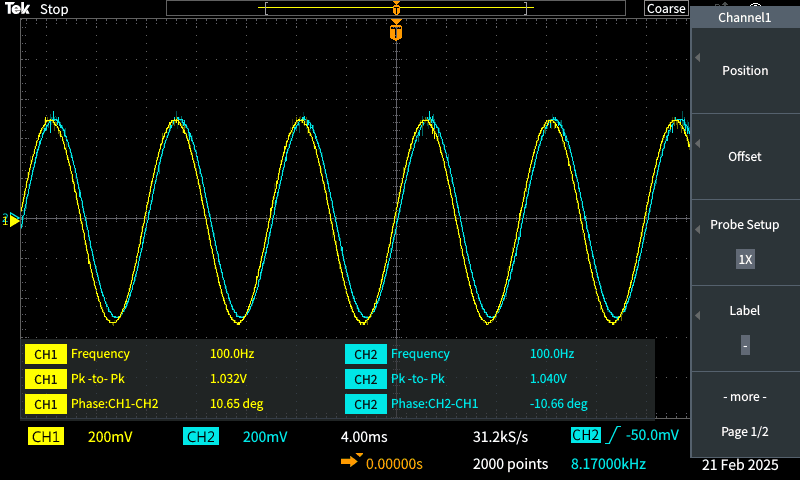 Tek Stop T Coarse
Channel1
T
Position
Offset
Probe Setup
1X
Label
-
- more -
Page 1/2
CH1 Frequency 100.0Hz CH2 Frequency 100.0Hz
CH1 Pk -to- Pk 1.032V CH2 Pk -to- Pk 1.040V
CH1 Phase:CH1-CH2 10.65 deg CH2 Phase:CH2-CH1 -10.66 deg
CH1 200mV CH2 200mV 4.00ms 31.2kS/s CH2 -50.0mV
0.00000s 2000 points 8.17000kHz 21 Feb 2025